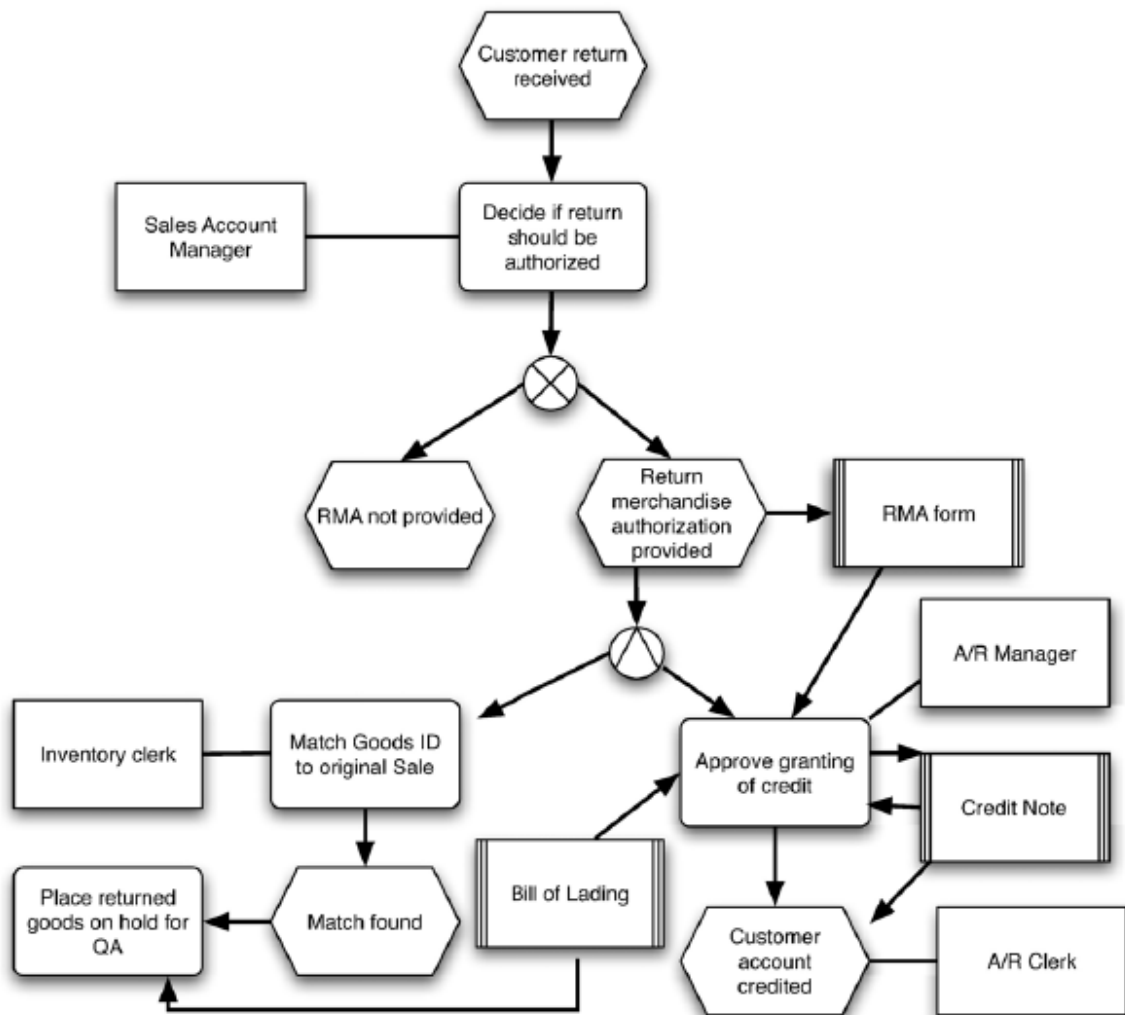 Customer return
received
Sales Account
Manager
Decide if return
should be
authorized
RMA not provided
Return
merchandise
authorization
provided
RMA form
A/R Manager
Inventory clerk
Match Goods ID
to original Sale
Approve granting
of credit
Credit Note
Place returned
goods on hold for
QA
Match found
Bill of Lading
Customer
account
credited
A/R Clerk